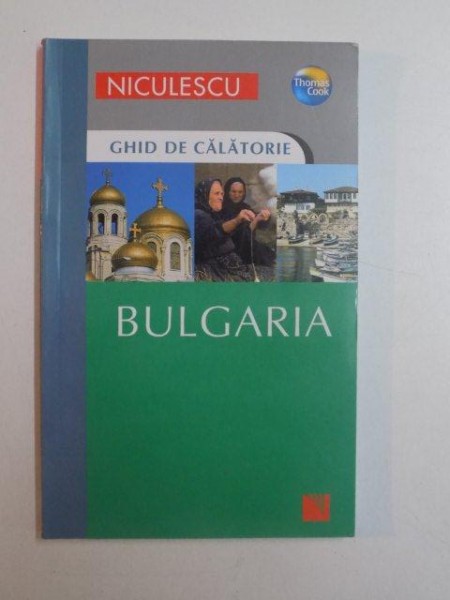 NICULESCU
Thomas
Cook
GHID DE CĂLĂTORIE
BULGARIA